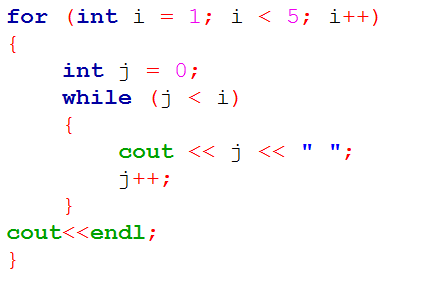 for (int i = 1; i < 5; i++)
{
    int j = 0;
    while (j < i)
    {
        cout << j << " ";
        j++;
    }
cout<<endl;
}